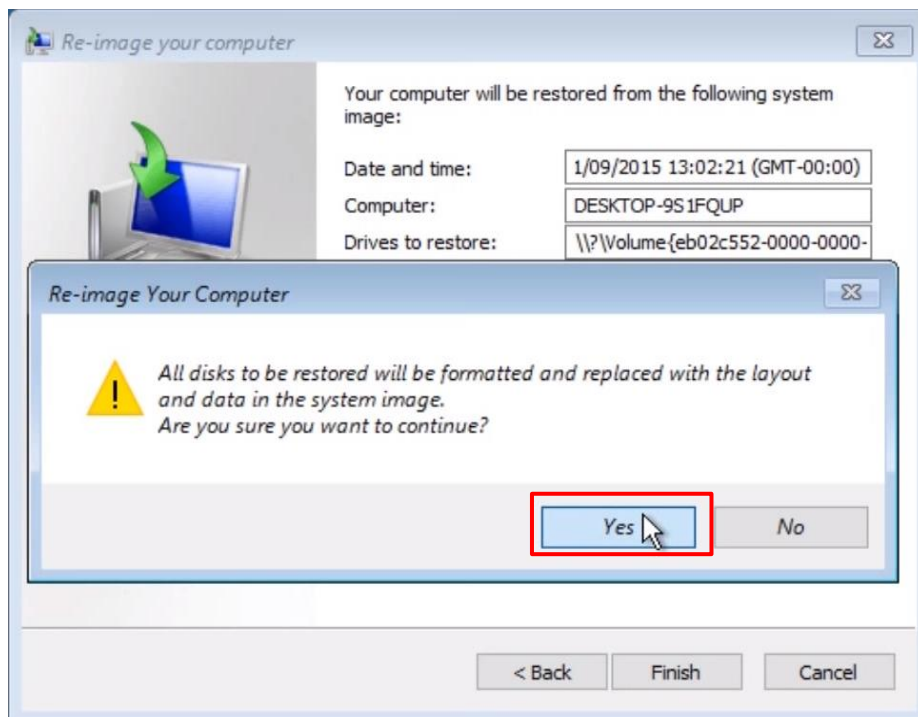 Re-image your computer
Your computer will be restored from the following system
image:
Date and time:
1/09/2015 13:02:21 (GMT-00:00)
Computer:
DESKTOP-9S1FQUP
Drives to restore:
\\?\Volume{eb02c552-0000-0000-
Re-image Your Computer
All disks to be restored will be formatted and replaced with the layout
and data in the system image.
Are you sure you want to continue?
Yes
No
< Back
Finish
Cancel